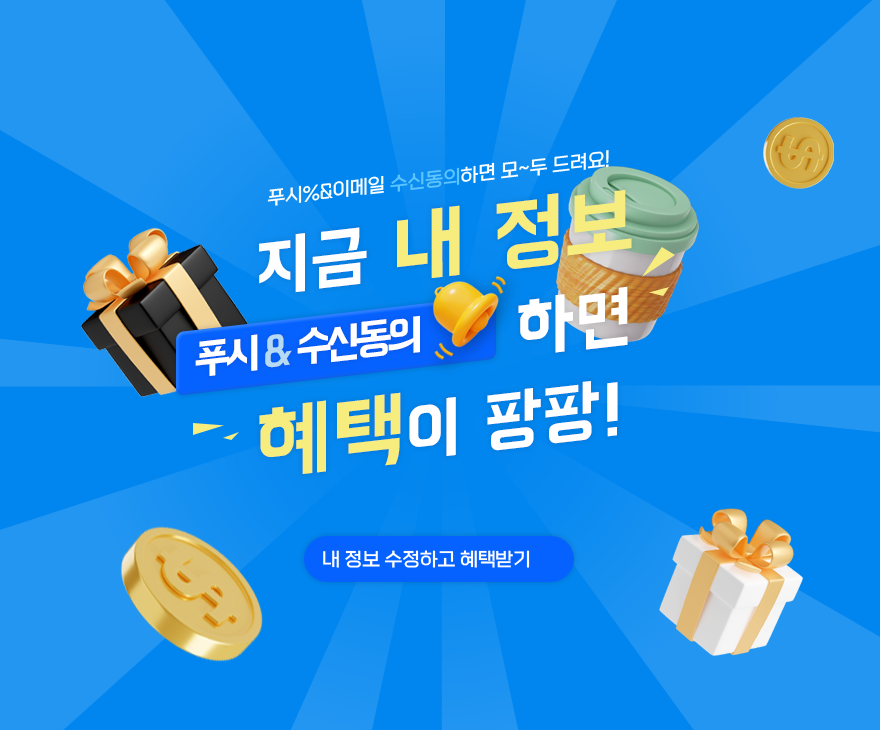 푸시%&이메일 수신동의하면 모~두 드려요!
지금 내 정보
푸시 & 수신동의 하면
혜택이 팡팡!
내 정보 수정하고 혜택받기